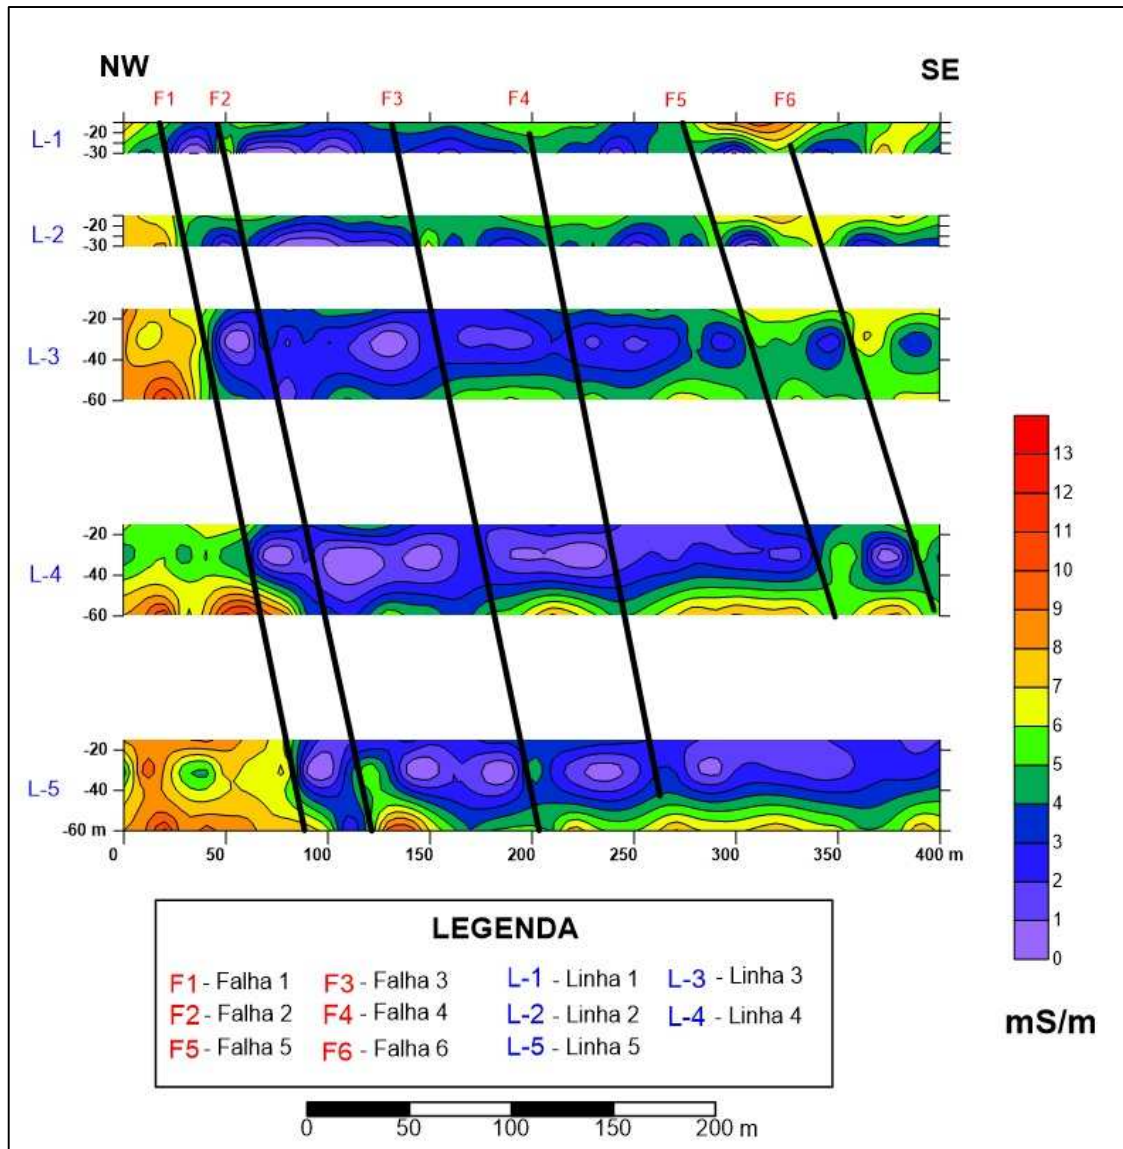 NW SE
F1 F2 F3 F4 F5 F6
L-1
-20
-30
L-2
-20
-30
L-3
-20
-40
-60
L-4
-20
-40
-60
L-5
-20
-40
-60 m
0 50 100 150 200 250 300 350 400 m
13
12
11
10
9
8
7
6
5
4
3
2
1
0
mS/m
LEGENDA
F1 - Falha 1 F3 - Falha 3 L-1 - Linha 1 L-3 - Linha 3
F2 - Falha 2 F4 - Falha 4 L-2 - Linha 2 L-4 - Linha 4
F5 - Falha 5 F6 - Falha 6 L-5 - Linha 5
0 50 100 150 200 m